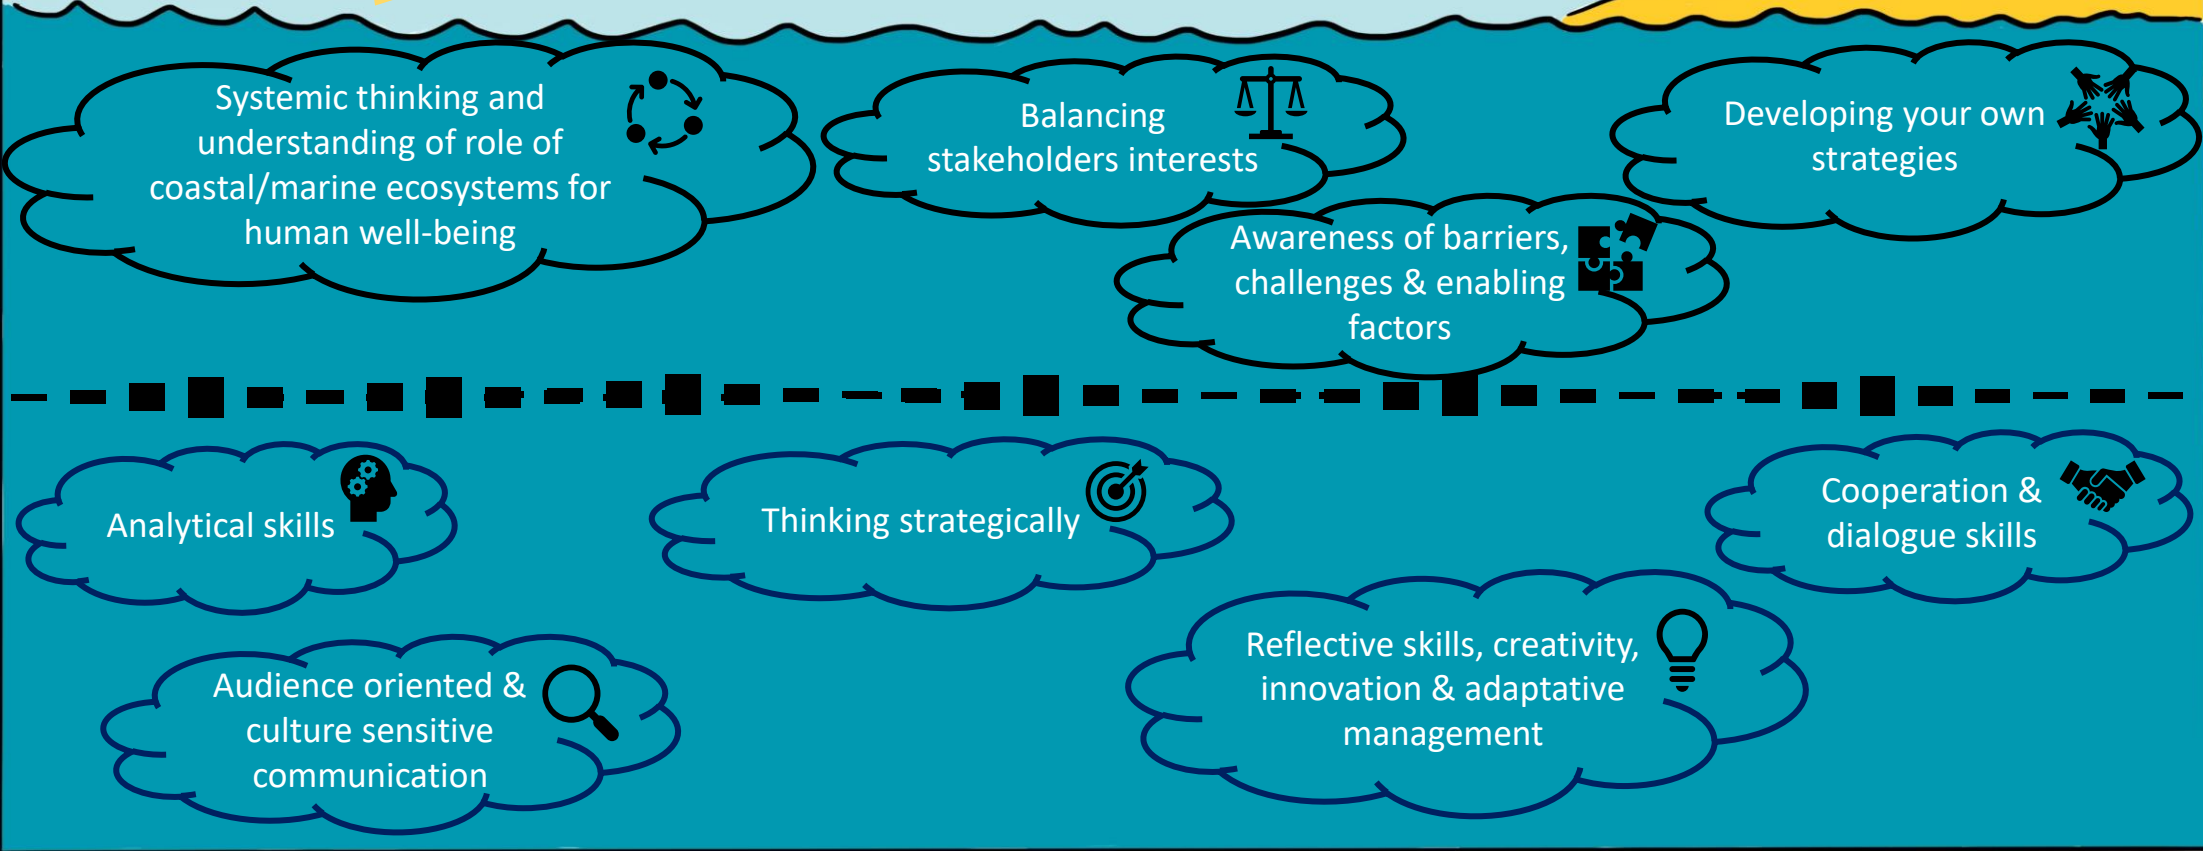 Systemic thinking and
understanding of role of
coastal/marine ecosystems for
human well-being
Balancing
stakeholders interests
Awareness of barriers,
challenges & enabling
factors
Developing your own
strategies
Analytical skills
Thinking strategically
Cooperation &
dialogue skills
Audience oriented &
culture sensitive
communication
Reflective skills, creativity,
innovation & adaptative
management